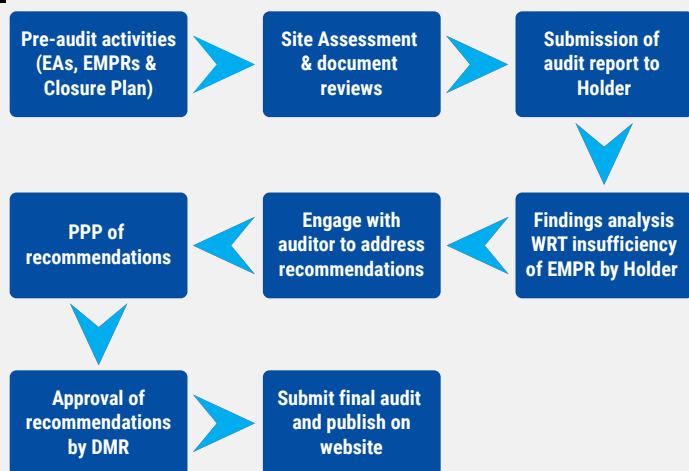 Pre-audit activities
(EAs, EMPRs &
Closure Plan)
Site Assessment
& document
reviews
Submission of
audit report to
Holder
Findings analysis
WRT insufficiency
of EMPR by Holder
Engage with
auditor to address
recommendations
PPP of
recommendations
Approval of
recommendations
by DMR
Submit final audit
and publish on
website